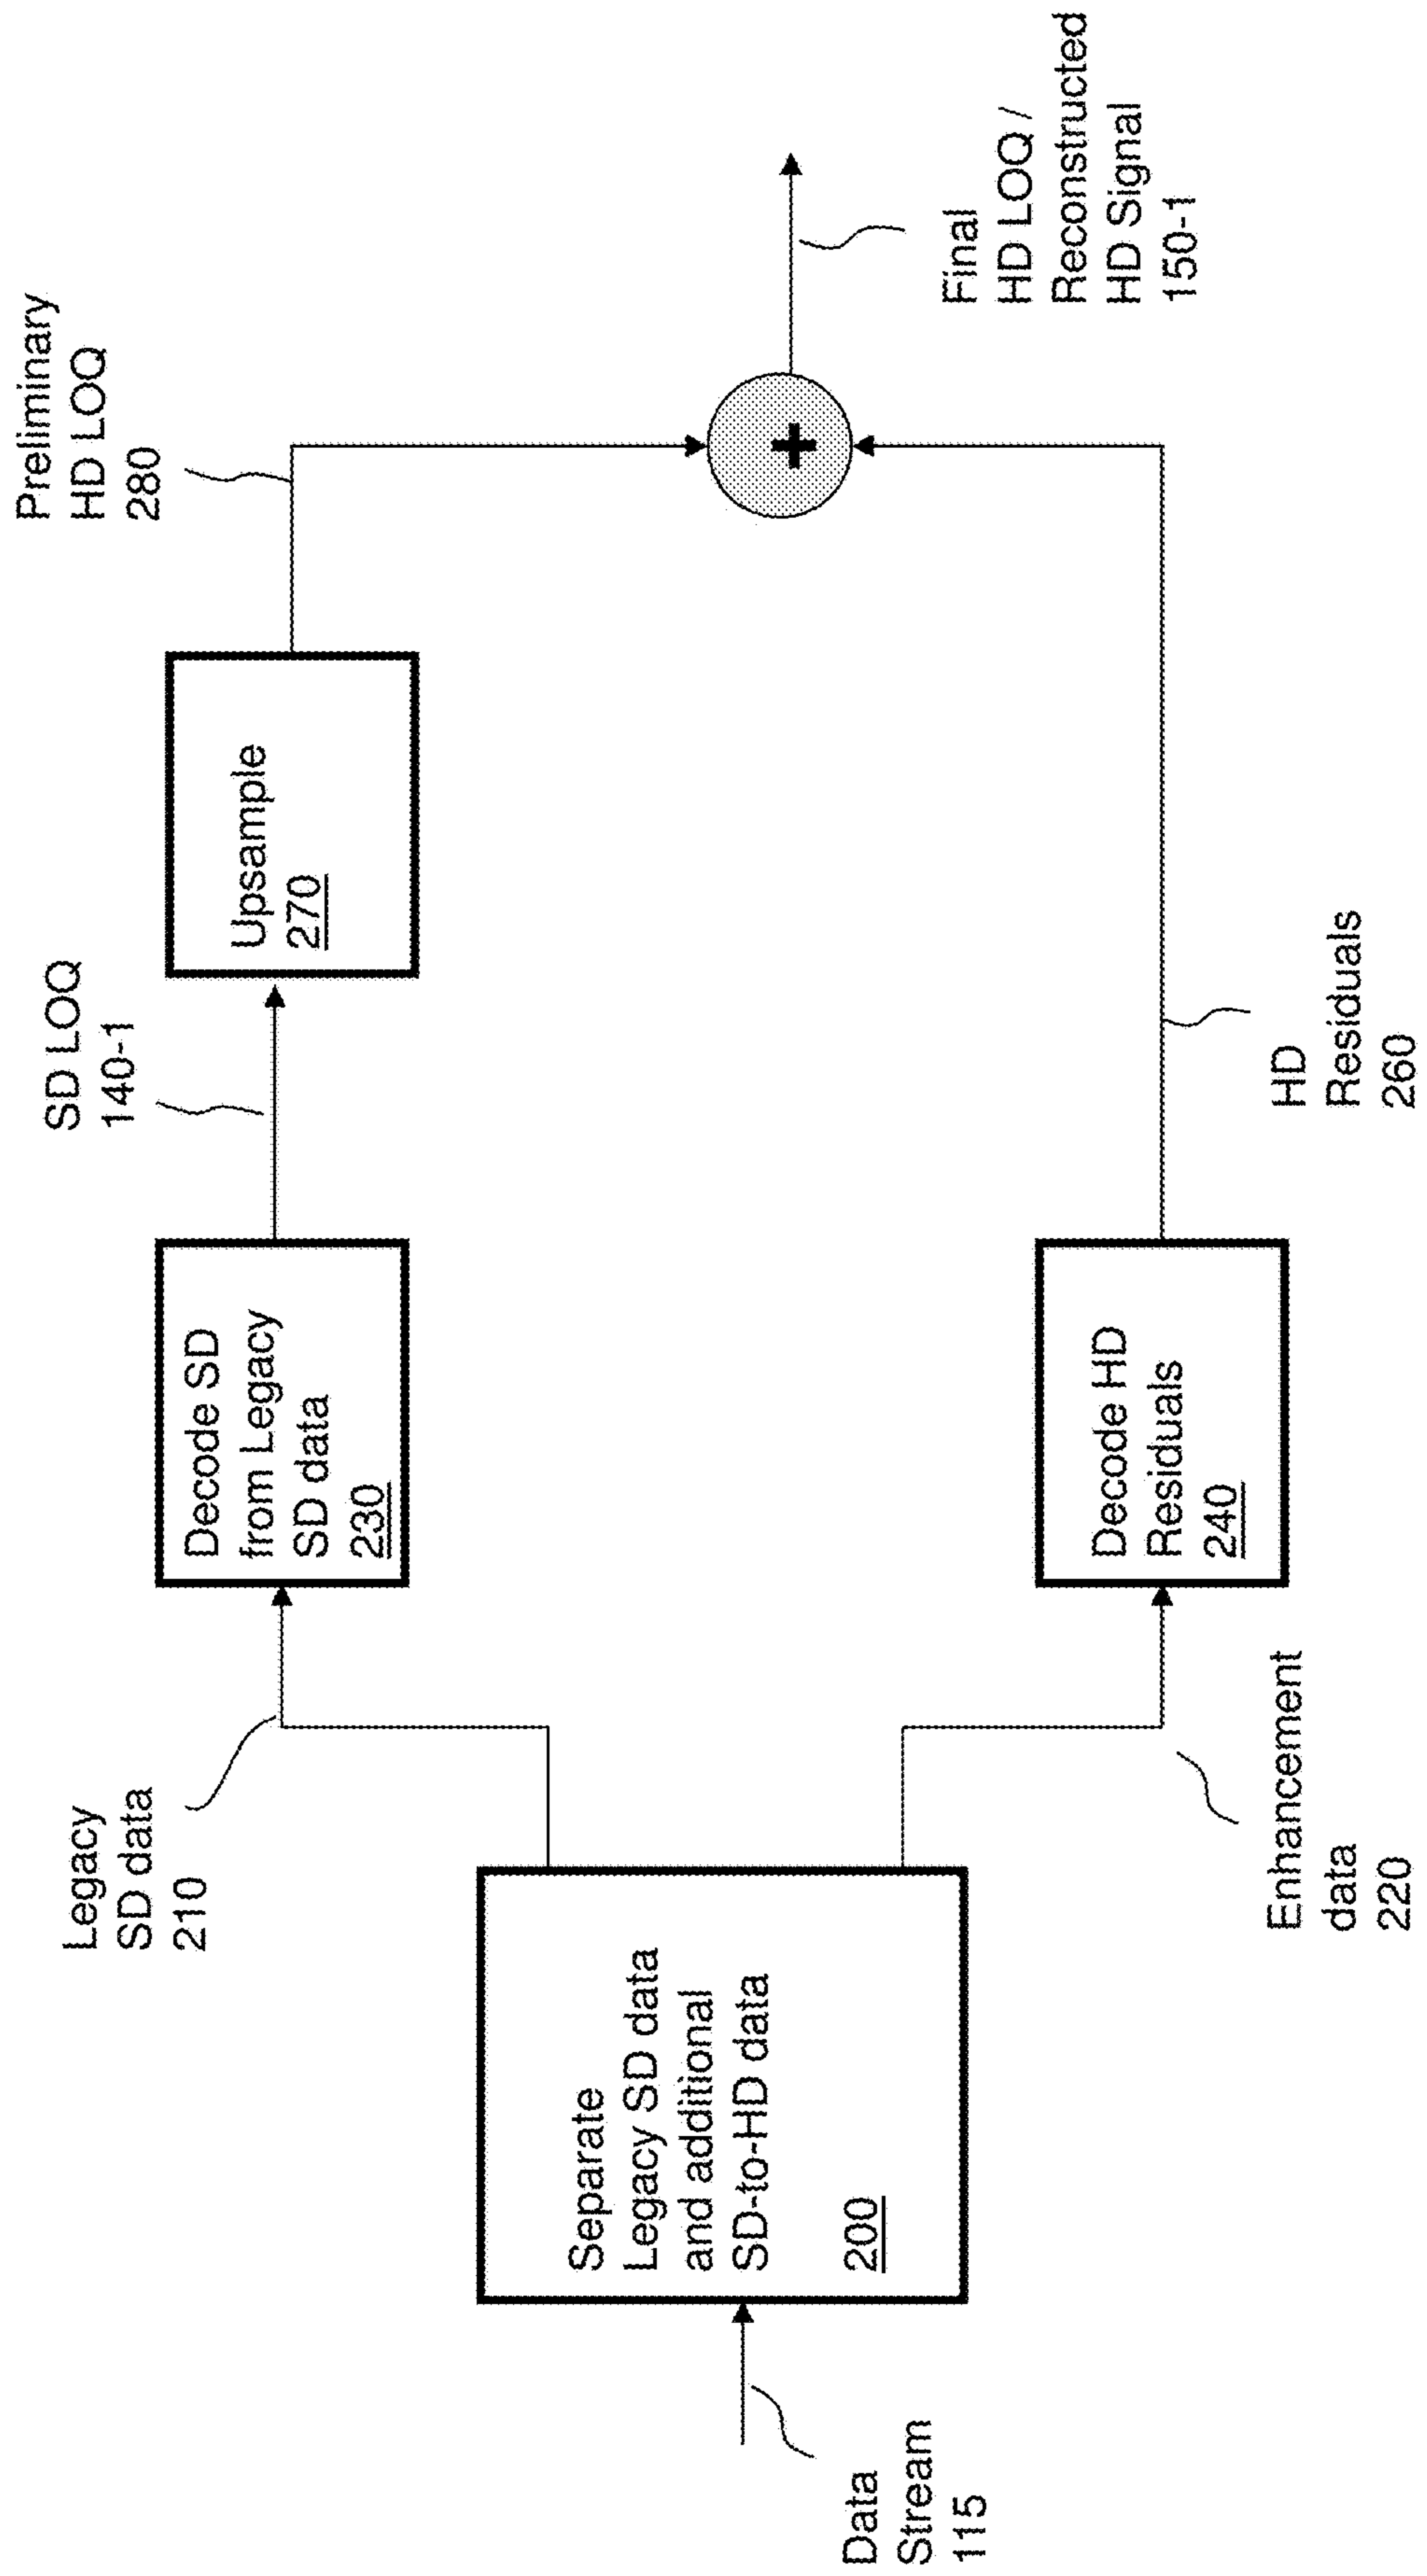 Data
Stream
115
Separate
Legacy SD data
and additional
SD-to-HD data
200
Legacy
SD data
210
Enhancement
data
220
Decode SD
from Legacy
SD data
230
Decode HD
Residuals
240
SD LOQ
140-1
HD
Residuals
260
Upsample
270
Preliminary
HD LOQ
280
+
Final
HD LOQ /
Reconstructed
HD Signal
150-1